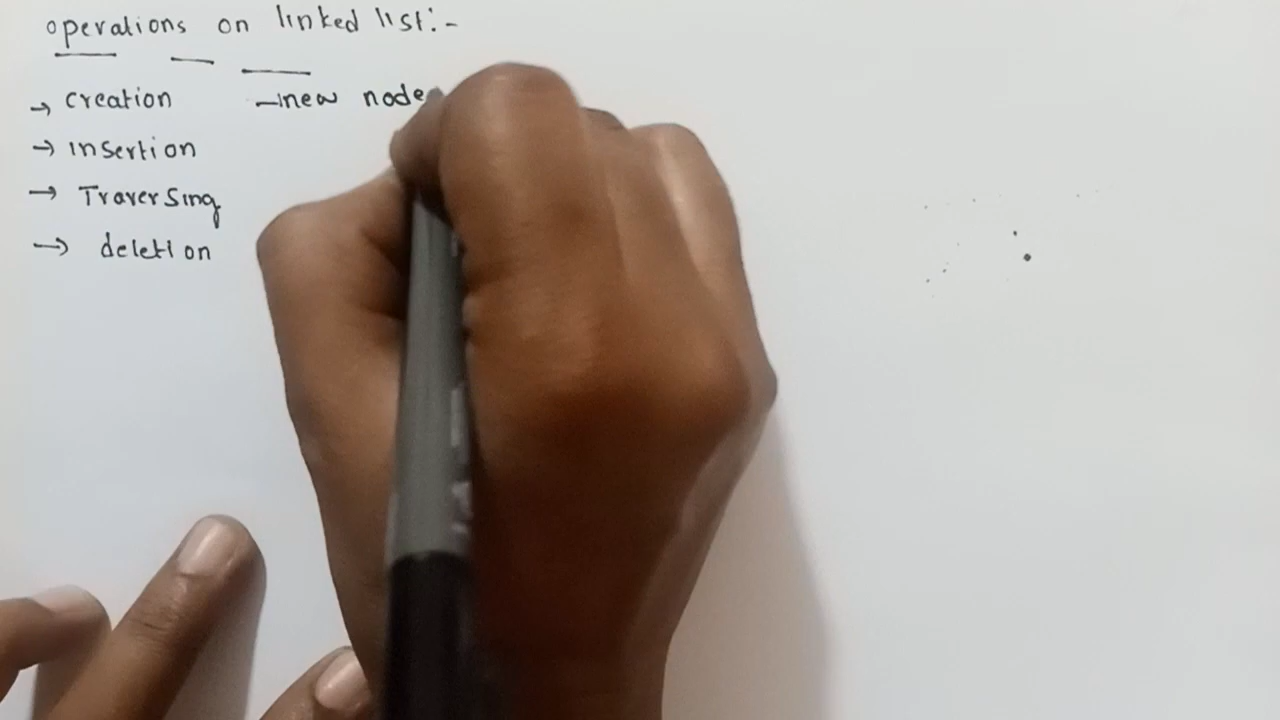 operations on linked list:-
→ Creation - new node
→ insertion
→ Traversing
→ deletion